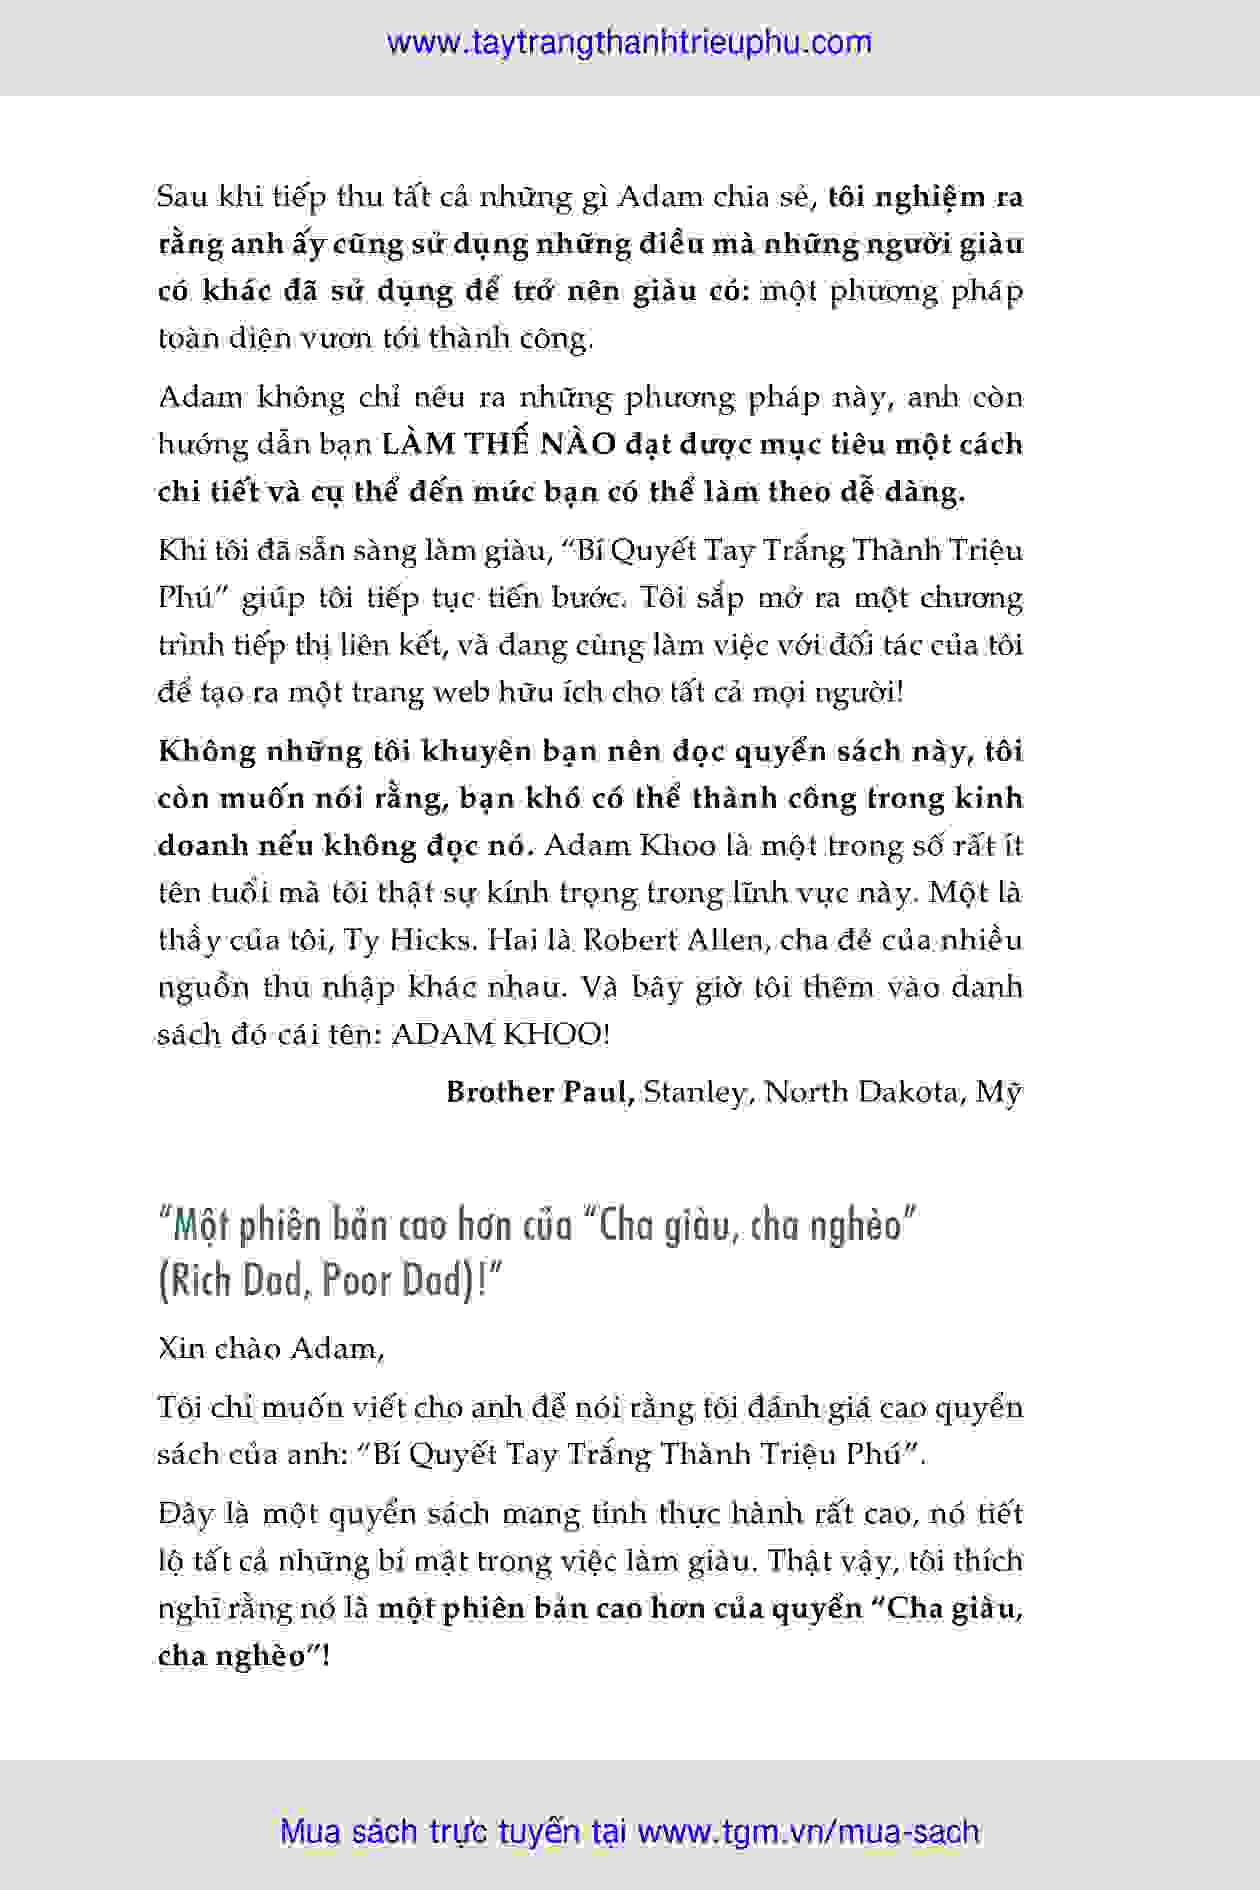 www.taytrangthanhtrieuphu.com
Sau khi tiếp thu tất cả những gì Adam chia sẻ, tôi nghiệm ra
rằng anh ấy cũng sử dụng những điều mà những người giàu
có khác đã sử dụng để trở nên giàu có: một phương pháp
toàn diện vươn tới thành công.
Adam không chỉ nêu ra những phương pháp này, anh còn
hướng dẫn bạn LÀM THẾ NÀO đạt được mục tiêu một cách
chi tiết và cụ thể đến mức bạn có thể làm theo dễ dàng.
Khi tôi đã sẵn sàng làm giàu, “Bí Quyết Tay Trắng Thành Triệu
Phú” giúp tôi tiếp tục tiến bước. Tôi sắp mở ra một chương
trình tiếp thị liên kết, và đang cùng làm việc với đối tác của tôi
để tạo ra một trang web hữu ích cho tất cả mọi người!
Không những tôi khuyên bạn nên đọc quyển sách này, tôi
còn muốn nói rằng, bạn khó có thể thành công trong kinh
doanh nếu không đọc nó. Adam Khoo là một trong số rất ít
tên tuổi mà tôi thật sự kính trọng trong lĩnh vực này. Một là
thầy của tôi, Ty Hicks. Hai là Robert Allen, cha đẻ của nhiều
nguồn thu nhập khác nhau. Và bây giờ tôi thêm vào danh
sách đó cái tên: ADAM KHOO!
Brother Paul, Stanley, North Dakota, Mỹ
“Một phiên bản cao hơn của “Cha giàu, cha nghèo”
(Rich Dad, Poor Dad)!”
Xin chào Adam,
Tôi chỉ muốn viết cho anh để nói rằng tôi đánh giá cao quyển
sách của anh: “Bí Quyết Tay Trắng Thành Triệu Phú”.
Đây là một quyển sách mang tính thực hành rất cao, nó tiết
lộ tất cả những bí mật trong việc làm giàu. Thật vậy, tôi thích
nghĩ rằng nó là một phiên bản cao hơn của quyển “Cha giàu,
cha nghèo”!
Mua sách trực tuyến tại www.tgm.vn/mua-sach